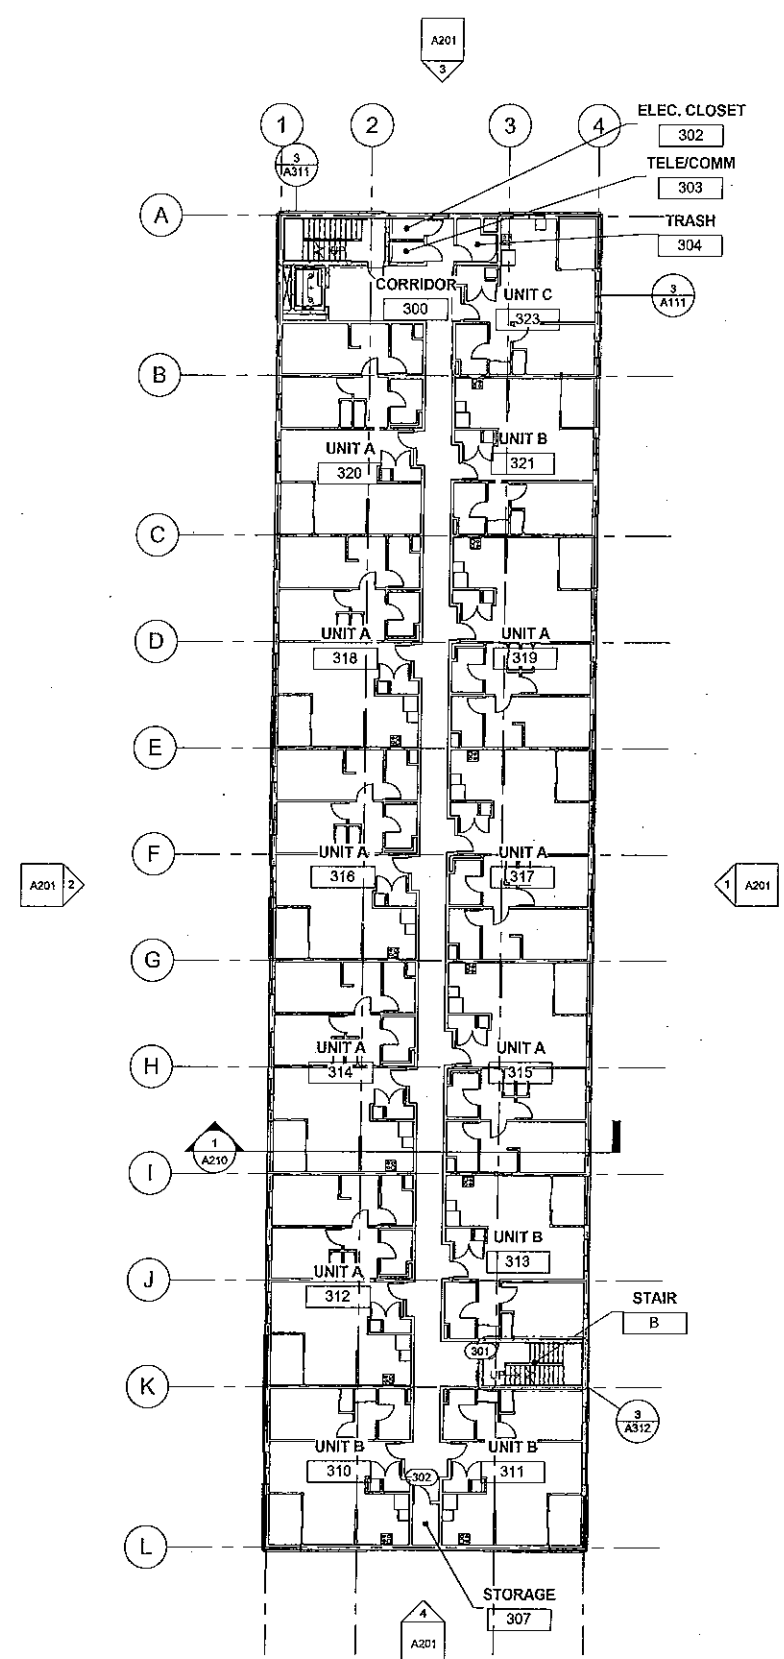 A201
3
ELEC. CLOSET
1
2
3
4
302
3
A311
TELE/COMM
303
A
TRASH
304
UP
CORRIDOR
300
UNIT C
323
3
A111
B
UNIT A
320
UNIT B
321
C
D
UNIT A
318
UNIT A
319
E
F
UNIT A
316
UNIT A
317
A201
2
1
A201
G
H
UNIT A
314
UNIT A
315
1
A210
I
UNIT B
313
J
UNIT A
312
STAIR
B
301
UP
K
3
A312
UNIT B
310
UNIT B
311
302
L
STORAGE
307
4
A201